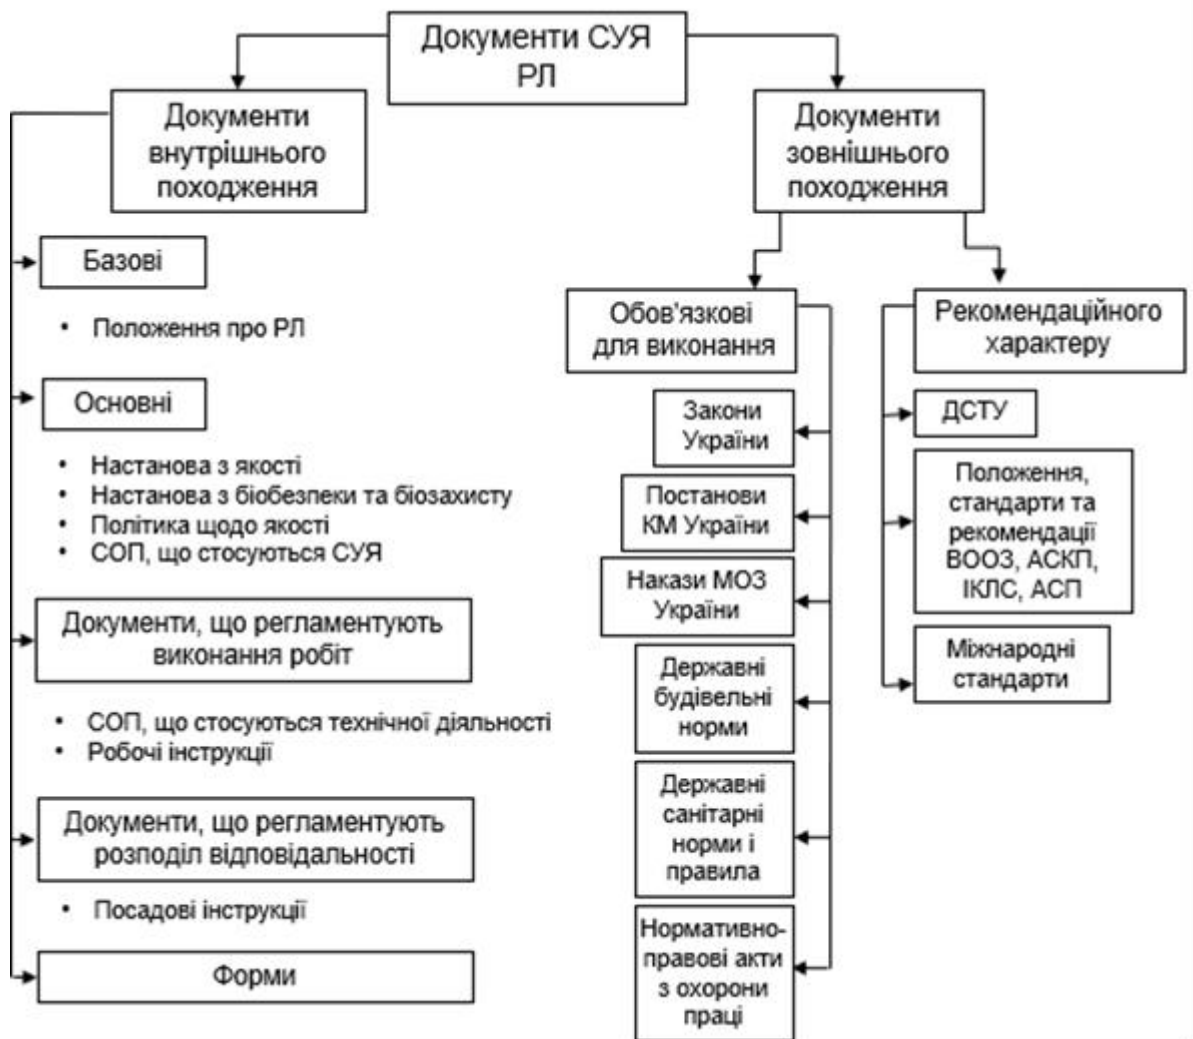 Документи СУЯ
РЛ
Документи
внутрішнього
походження
Базові
• Положення про РЛ
Основні
• Настанова з якості
• Настанова з біобезпеки та біозахисту
• Політика щодо якості
• СОП, що стосуються СУЯ
Документи, що регламентують
виконання робіт
• СОП, що стосуються технічної діяльності
• Робочі інструкції
Документи, що регламентують
розподіл відповідальності
• Посадові інструкції
Форми
Документи
зовнішнього
походження
Обов'язкові
для виконання
Закони
України
Постанови
КМ України
Накази МОЗ
України
Державні
будівельні
норми
Державні
санітарні
норми і
правила
Нормативно-
правові акти
з охорони
праці
Рекомендаційного
характеру
ДСТУ
Положення,
стандарти та
рекомендації
ВООЗ, АСКП,
ІКЛС, АСП
Міжнародні
стандарти